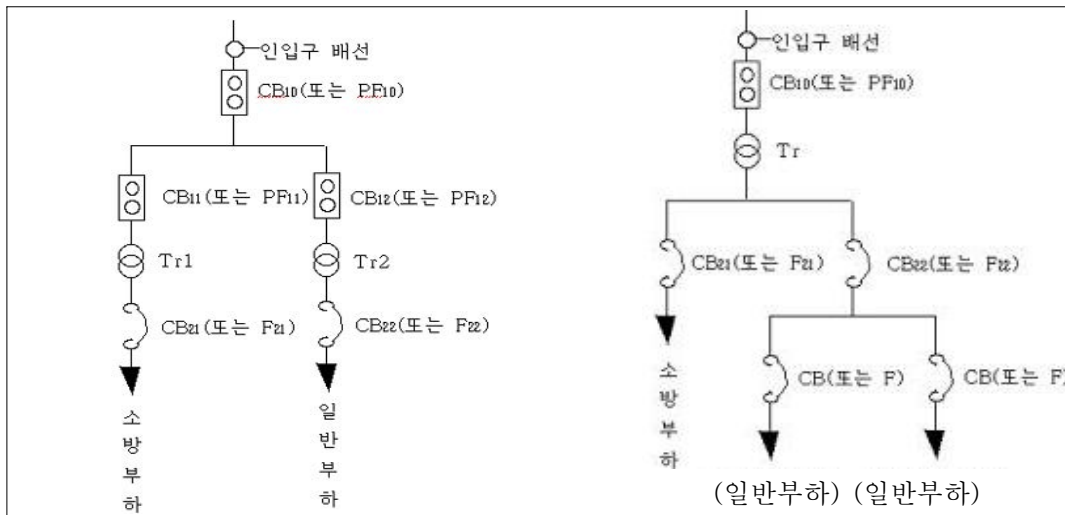 인입구 배선
CB10(또는 PF10)
CB11(또는 PF11)
CB12(또는 PF12)
Tr1
Tr2
CB21(또는 F21)
CB22(또는 F22)
소방부하
일반부하
인입구 배선
CB10(또는 PF10)
Tr
CB21(또는 F21)
CB22(또는 F22)
CB(또는 F)
CB(또는 F)
소방부하
(일반부하) (일반부하)